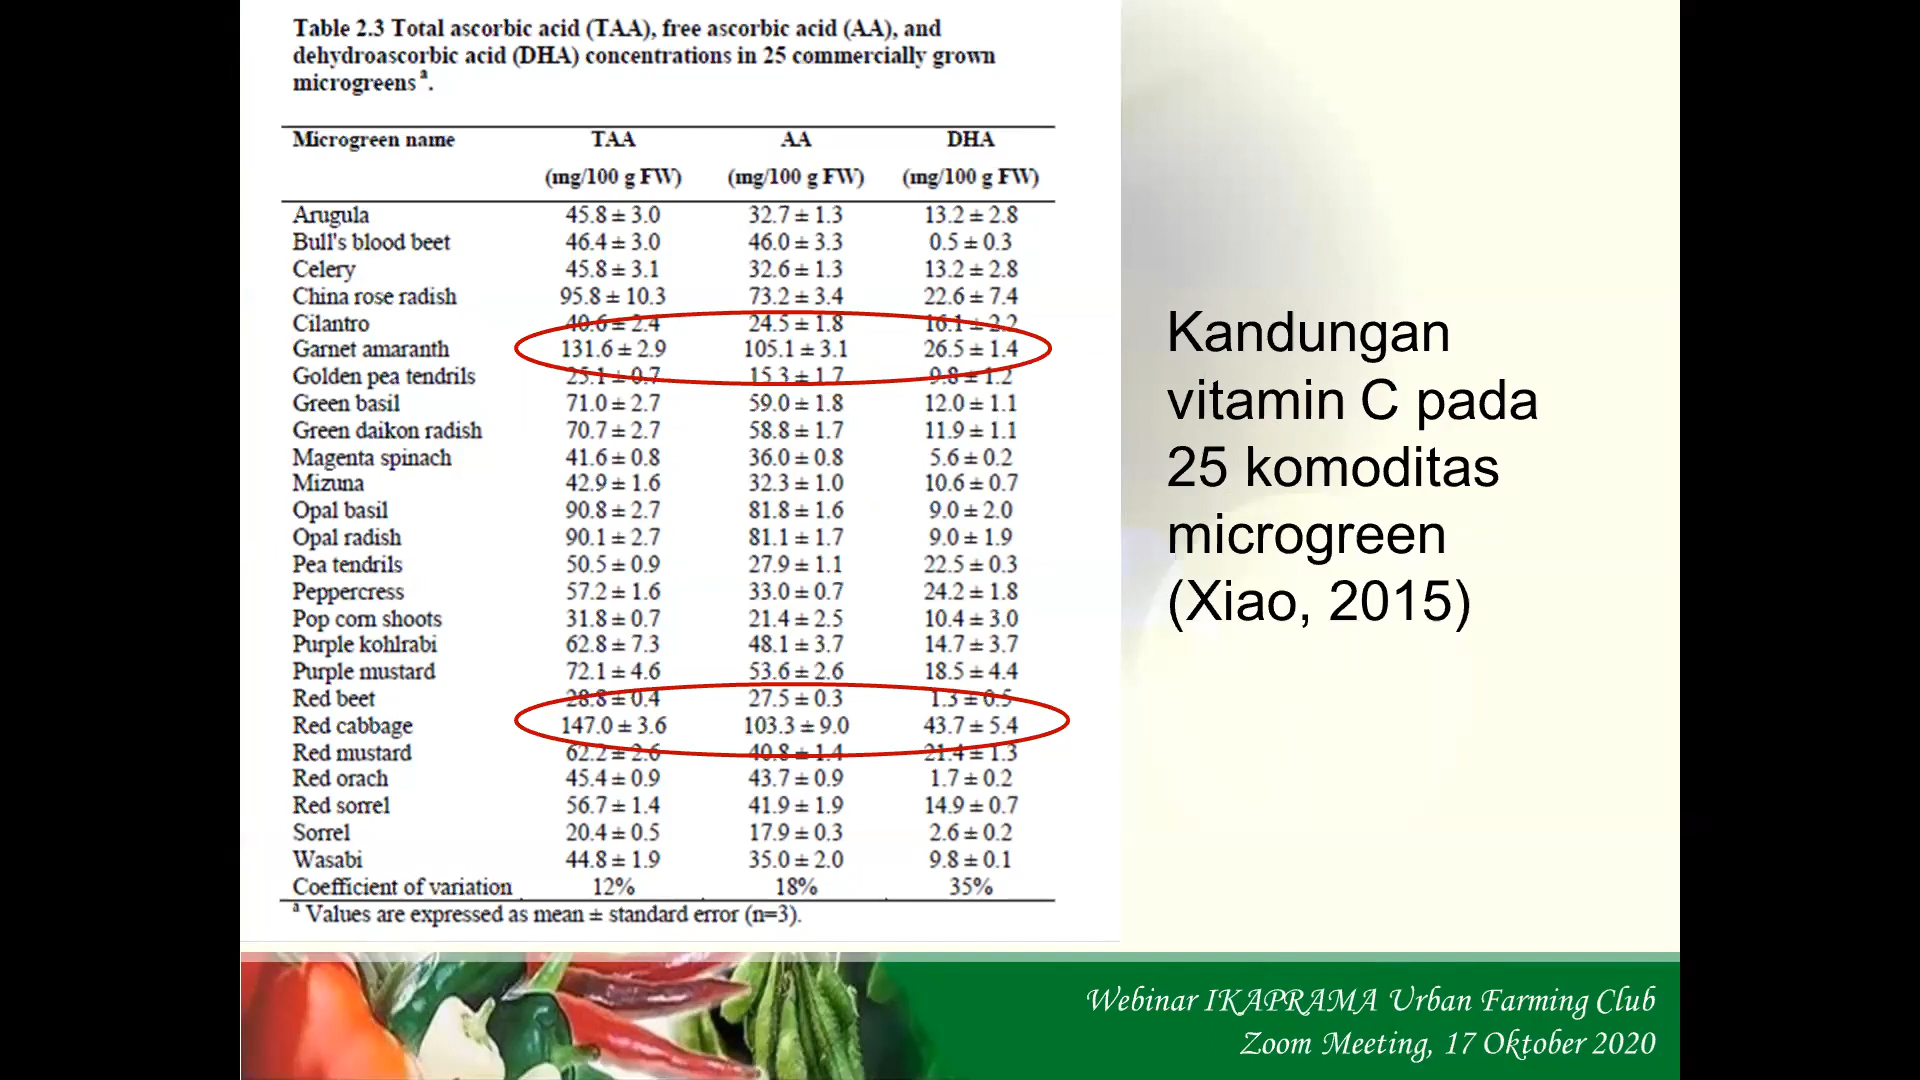 Table 2.3 Total ascorbic acid (TAA), free ascorbic acid (AA), and
dehydroascorbic acid (DHA) concentrations in 25 commercially grown
microgreens a.
Microgreen name TAA AA DHA
(mg/100 g FW) (mg/100 g FW) (mg/100 g FW)
Arugula 45.8 ± 3.0 32.7 ± 1.3 13.2 ± 2.8
Bull's blood beet 46.4 ± 3.0 46.0 ± 3.3 0.5 ± 0.3
Celery 45.8 ± 3.1 32.6 ± 1.3 13.2 ± 2.8
China rose radish 95.8 ± 10.3 73.2 ± 3.4 22.6 ± 7.4
Cilantro 40.6 ± 2.4 24.5 ± 1.8 16.1 ± 2.2
Garnet amaranth 131.6 ± 2.9 105.1 ± 3.1 26.5 ± 1.4
Golden pea tendrils 25.1 ± 0.7 15.3 ± 1.7 9.8 ± 1.2
Green basil 71.0 ± 2.7 59.0 ± 1.8 12.0 ± 1.1
Green daikon radish 70.7 ± 2.7 58.8 ± 1.7 11.9 ± 1.1
Magenta spinach 41.6 ± 0.8 36.0 ± 0.8 5.6 ± 0.2
Mizuna 42.9 ± 1.6 32.3 ± 1.0 10.6 ± 0.7
Opal basil 90.8 ± 2.7 81.8 ± 1.6 9.0 ± 2.0
Opal radish 90.1 ± 2.7 81.1 ± 1.7 9.0 ± 1.9
Pea tendrils 50.5 ± 0.9 27.9 ± 1.1 22.5 ± 0.3
Peppercress 57.2 ± 1.6 33.0 ± 0.7 24.2 ± 1.8
Pop corn shoots 31.8 ± 0.7 21.4 ± 2.5 10.4 ± 3.0
Purple kohlrabi 62.8 ± 7.3 48.1 ± 3.7 14.7 ± 3.7
Purple mustard 72.1 ± 4.6 53.6 ± 2.6 18.5 ± 4.4
Red beet 28.8 ± 0.4 27.5 ± 0.3 1.3 ± 0.5
Red cabbage 147.0 ± 3.6 103.3 ± 9.0 43.7 ± 5.4
Red mustard 62.2 ± 2.6 40.8 ± 1.4 21.4 ± 1.3
Red orach 45.4 ± 0.9 43.7 ± 0.9 1.7 ± 0.2
Red sorrel 56.7 ± 1.4 41.9 ± 1.9 14.9 ± 0.7
Sorrel 20.4 ± 0.5 17.9 ± 0.3 2.6 ± 0.2
Wasabi 44.8 ± 1.9 35.0 ± 2.0 9.8 ± 0.1
Coefficient of variation 12% 18% 35%
a Values are expressed as mean ± standard error (n=3).
Kandungan
vitamin C pada
25 komoditas
microgreen
(Xiao, 2015)
Webinar IKAPRAMA Urban Farming Club
Zoom Meeting, 17 Oktober 2020